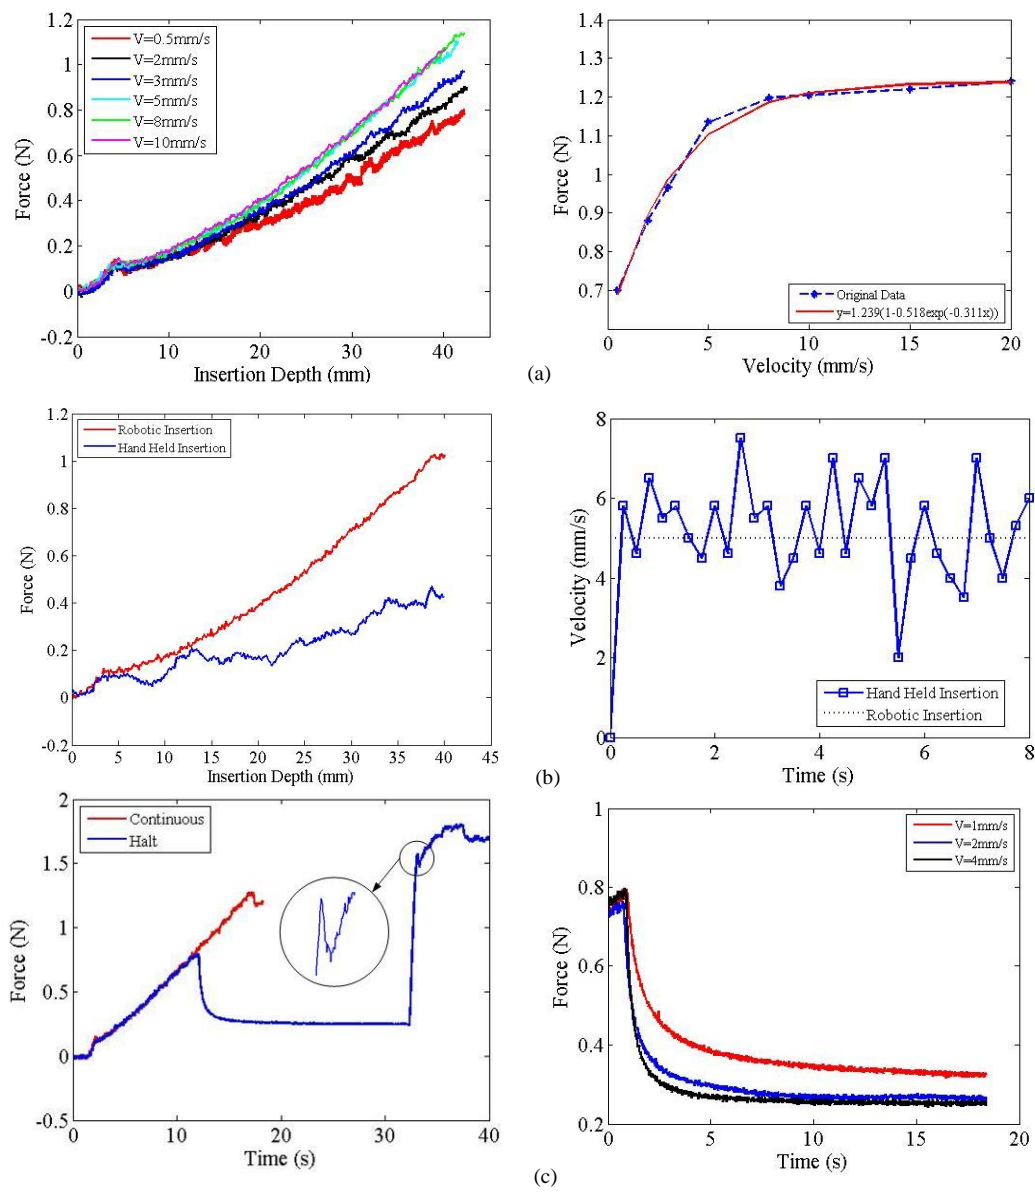 1.2
1
0.8
0.6
0.4
0.2
0
-0.2
Force (N)
V=0.5mm/s
V=2mm/s
V=3mm/s
V=5mm/s
V=8mm/s
V=10mm/s
0 10 20 30 40
Insertion Depth (mm)
1.4
1.3
1.2
1.1
1
0.9
0.8
0.7
Force (N)
Original Data
y=1.239(1-0.518exp(-0.311x))
0 5 10 15 20
Velocity (mm/s)
(a)
1.2
1
0.8
0.6
0.4
0.2
0
-0.2
Force (N)
Robotic Insertion
Hand Held Insertion
0 5 10 15 20 25 30 35 40 45
Insertion Depth (mm)
8
6
4
2
0
Velocity (mm/s)
Hand Held Insertion
Robotic Insertion
0 2 4 6 8
Time (s)
(b)
2
1.5
1
0.5
0
-0.5
Force (N)
Continuous
Halt
0 10 20 30 40
Time (s)
1
0.8
0.6
0.4
0.2
Force (N)
V=1mm/s
V=2mm/s
V=4mm/s
0 5 10 15 20
Time (s)
(c)